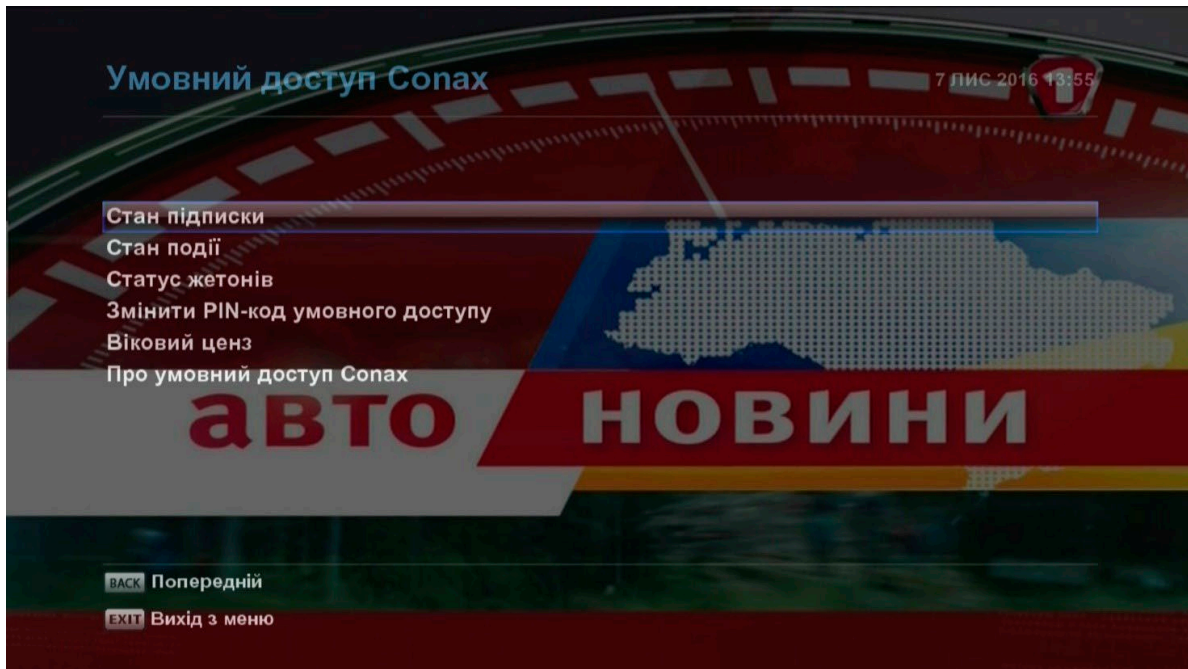 Умовний доступ Conax
7 ЛИС 2016 13:55
Стан підписки
Стан події
Статус жетонів
Змінити PIN-код умовного доступу
Віковий ценз
Про умовний доступ Conax
авто новини
BACK Попередній
EXIT Вихід з меню